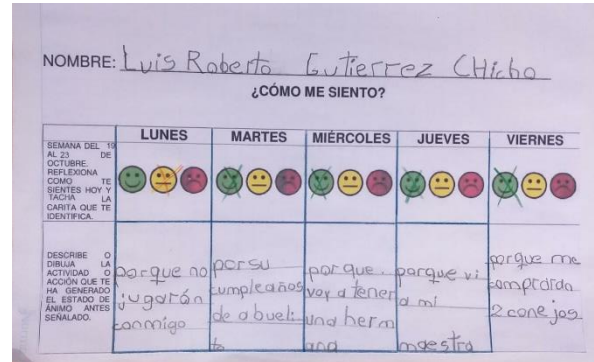 NOMBRE: Luis Roberto Gutierrez CHicho
¿CÓMO ME SIENTO?
LUNES MARTES MIÉRCOLES JUEVES VIERNES
SEMANA DEL 19
AL 23 DE
OCTUBRE.
REFLEXIONA
COMO TE
SIENTES HOY Y
TACHA LA
CARITA QUE TE
IDENTIFICA.
DESCRIBE O
DIBUJA LA
ACTIVIDAD O
ACCIÓN QUE TE
HA GENERADO
EL ESTADO DE
ÁNIMO ANTES
SEÑALADO.
porque no
jugarón
conmigo
porsu
cumpleaños
de abueli
to
porque
voy a tener
una herm
ana
porque vi
a mi
maestra
porque me
comprarón
2 conejos